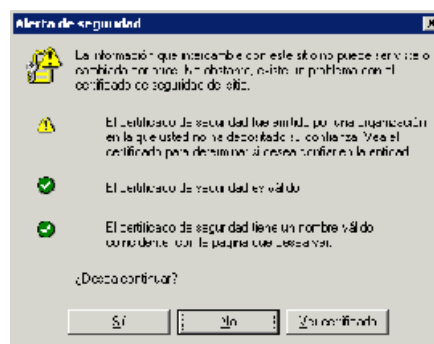 Alerta de seguridad
La información que intercambie con este sitio no puede ser vista o
cambiada por otros. No obstante, existe un problema con el
certificado de seguridad del sitio.
El certificado de seguridad fue emitido por una organización
en la que usted no ha depositado su confianza. Vea el
certificado para determinar si desea confiar en la entidad
El certificado de seguridad es válido
El certificado de seguridad tiene un nombre válido
coincidente con la página que desea ver.
¿Desea continuar?
Sí
No
Ver certificado